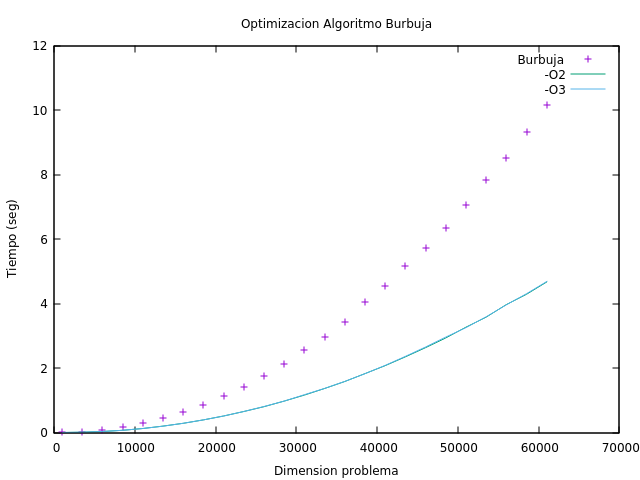 Optimizacion Algoritmo Burbuja
12
10
8
6
4
2
0
Tiempo (seg)
Burbuja
-O2
-O3
0 10000 20000 30000 40000 50000 60000 70000
Dimension problema